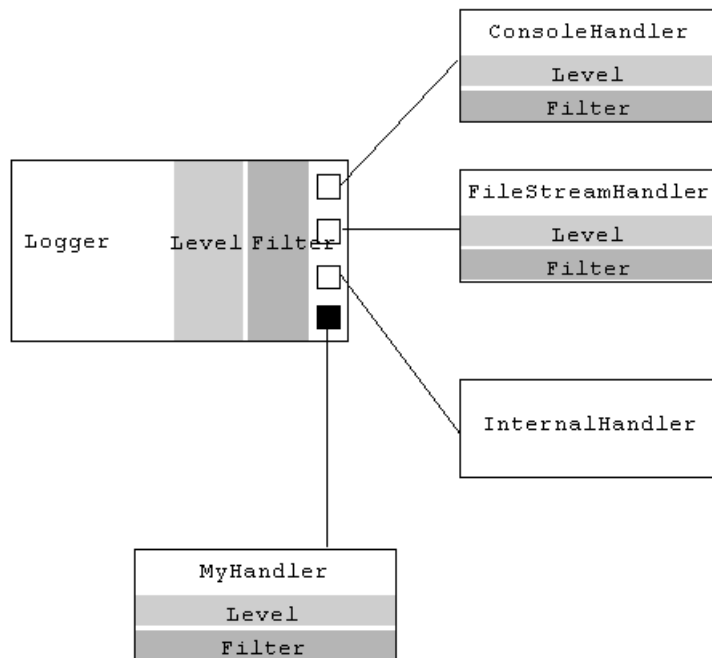 ConsoleHandler
Level
Filter
Logger
Level
Filter
FileStreamHandler
Level
Filter
InternalHandler
MyHandler
Level
Filter